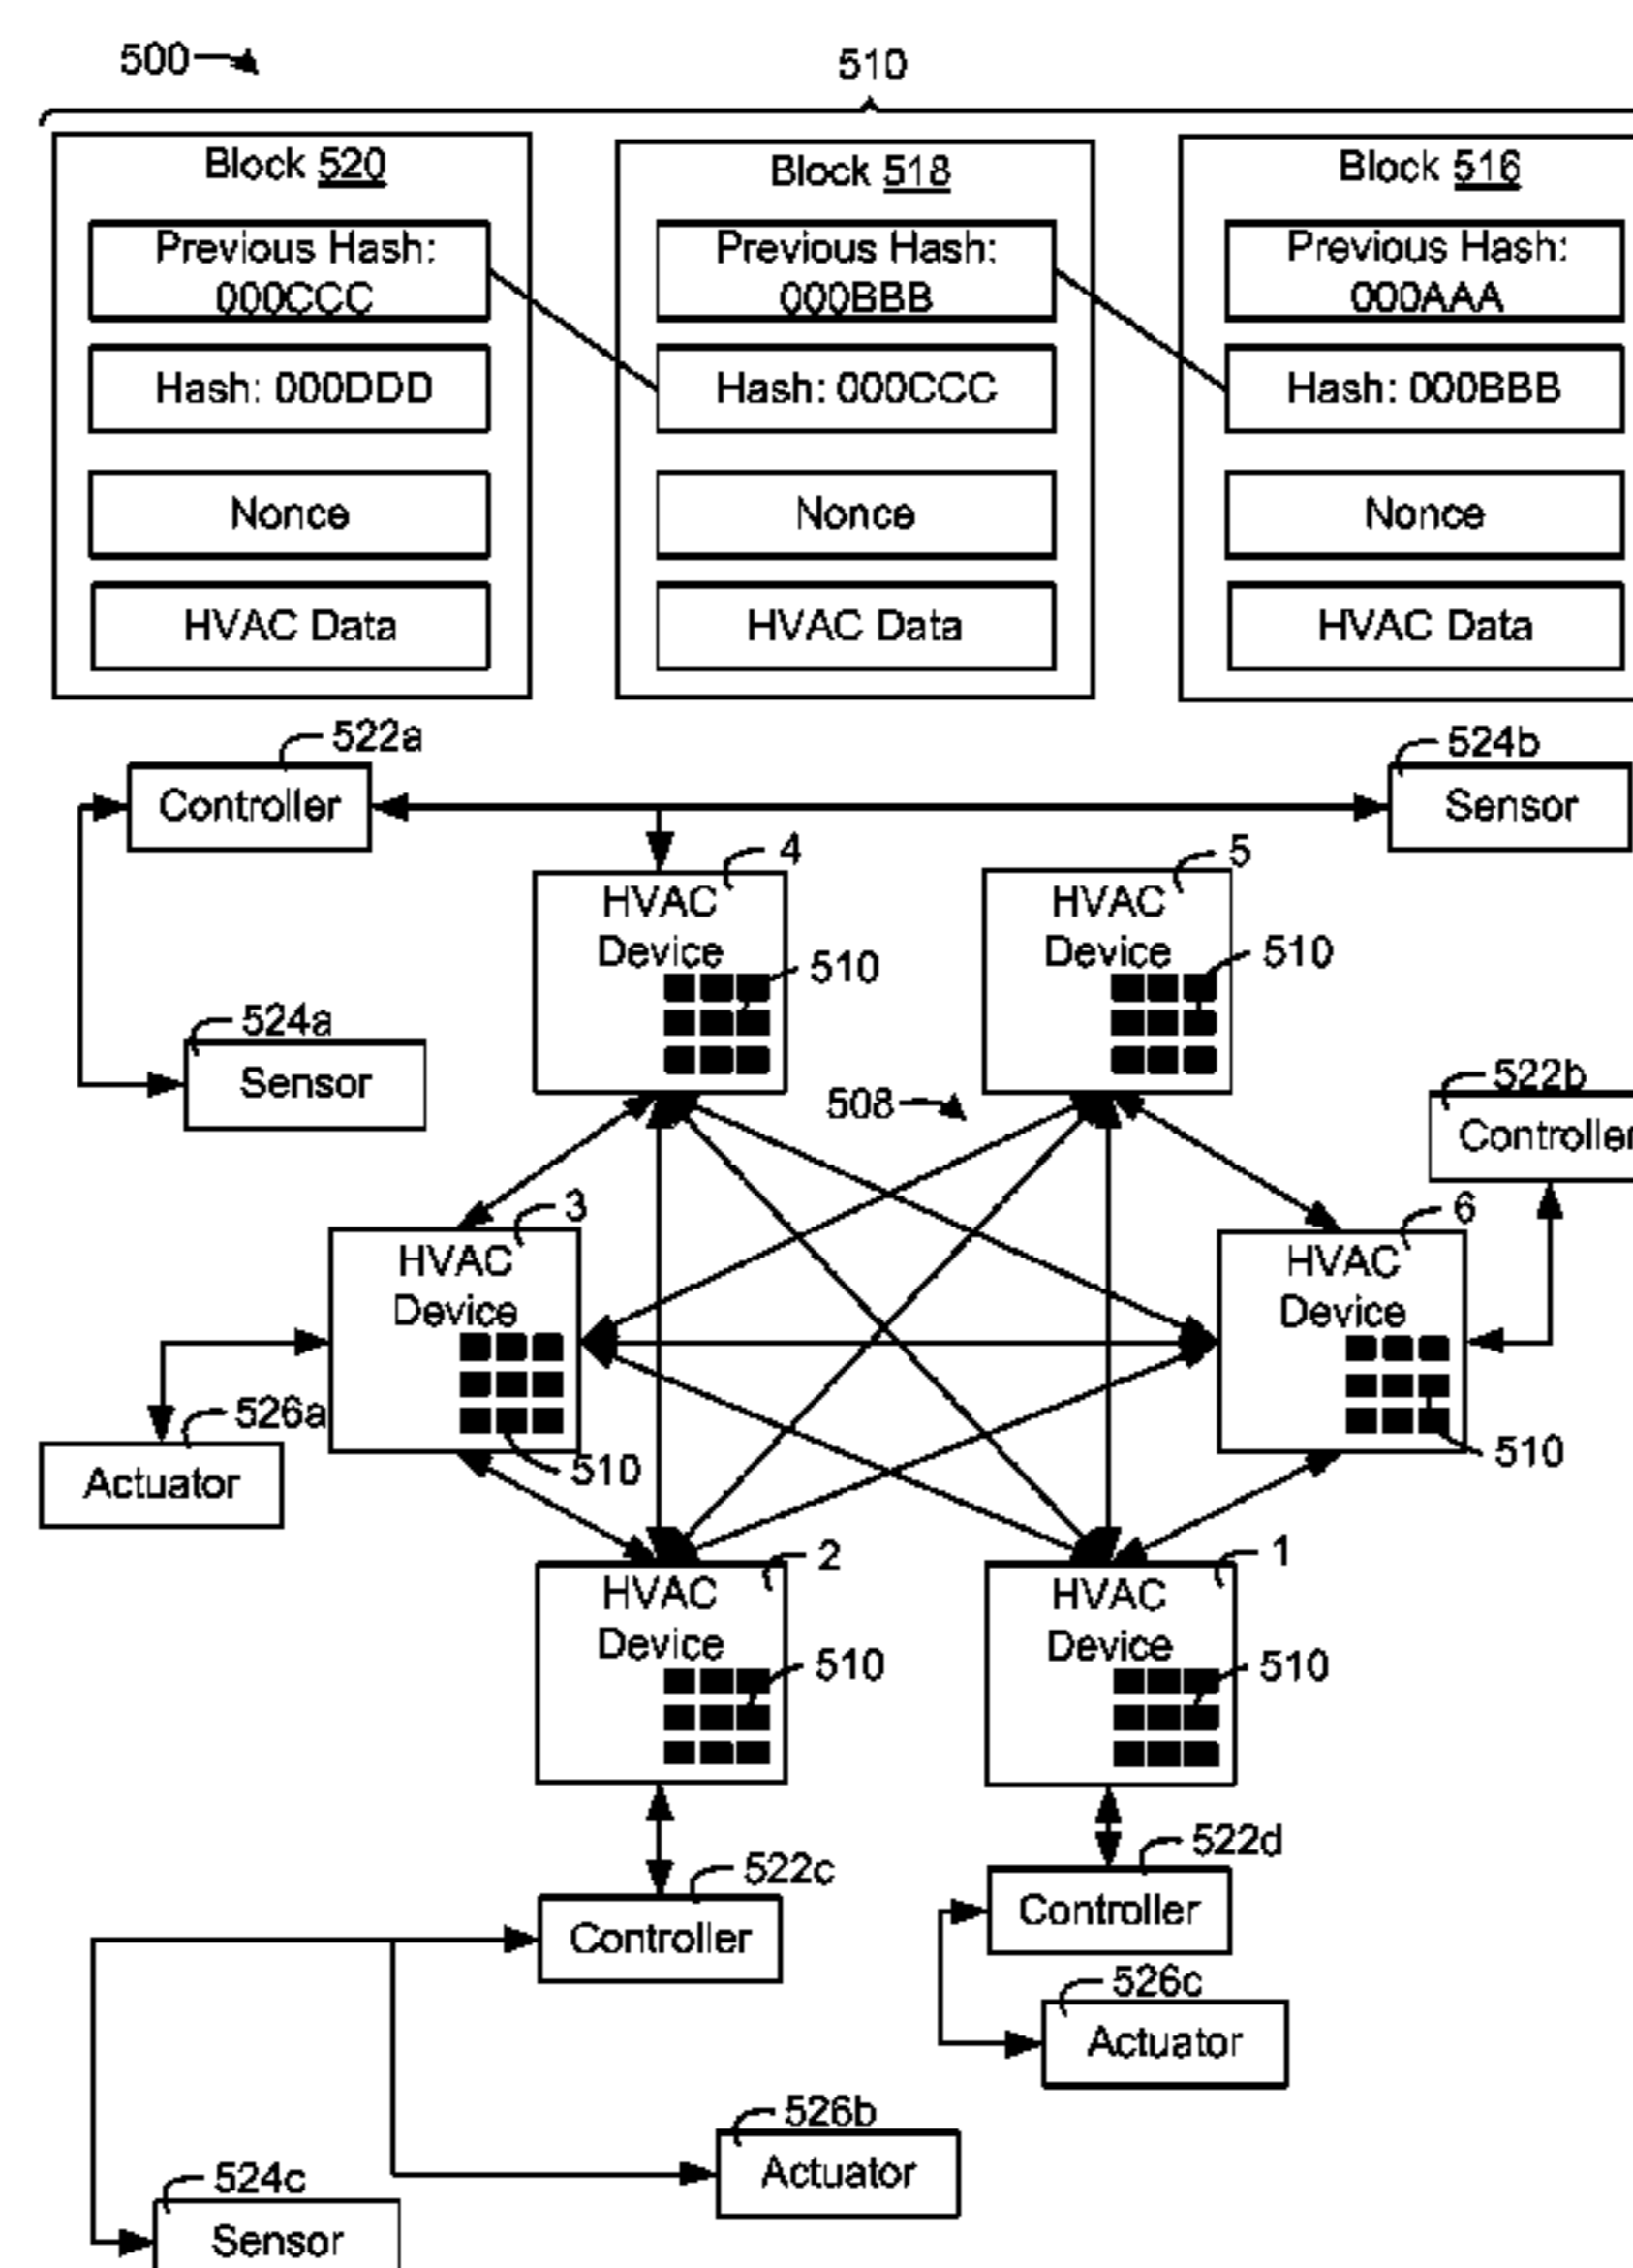 500
510
Block 520
Previous Hash:
000CCC
Hash: 000DDD
Nonce
HVAC Data
Block 518
Previous Hash:
000BBB
Hash: 000CCC
Nonce
HVAC Data
Block 516
Previous Hash:
000AAA
Hash: 000BBB
Nonce
HVAC Data
522a
Controller
524b
Sensor
4
HVAC
Device
510
5
HVAC
Device
510
524a
Sensor
508
522b
Controller
3
HVAC
Device
510
6
HVAC
Device
510
526a
Actuator
2
HVAC
Device
510
1
HVAC
Device
510
522c
Controller
522d
Controller
526c
Actuator
526b
Actuator
524c
Sensor